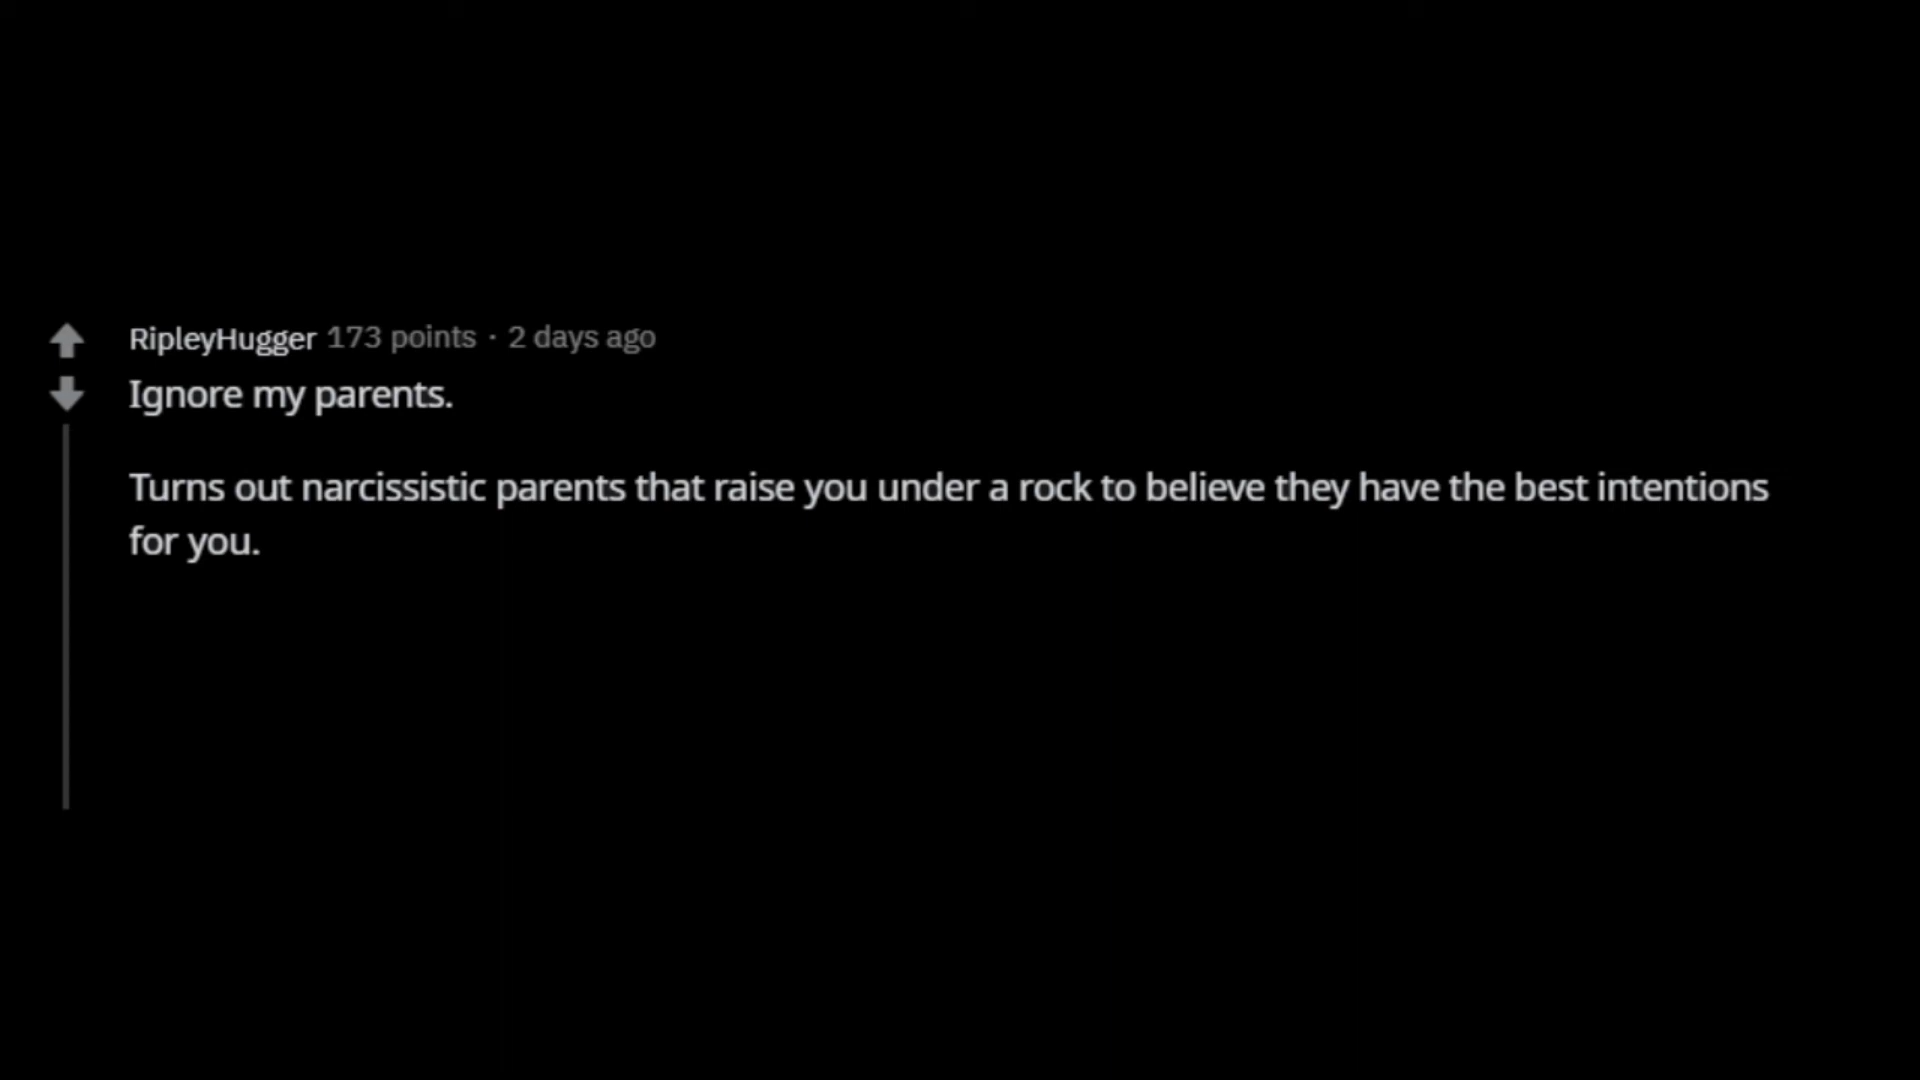 RipleyHugger 173 points · 2 days ago
Ignore my parents.
Turns out narcissistic parents that raise you under a rock to believe they have the best intentions
for you.